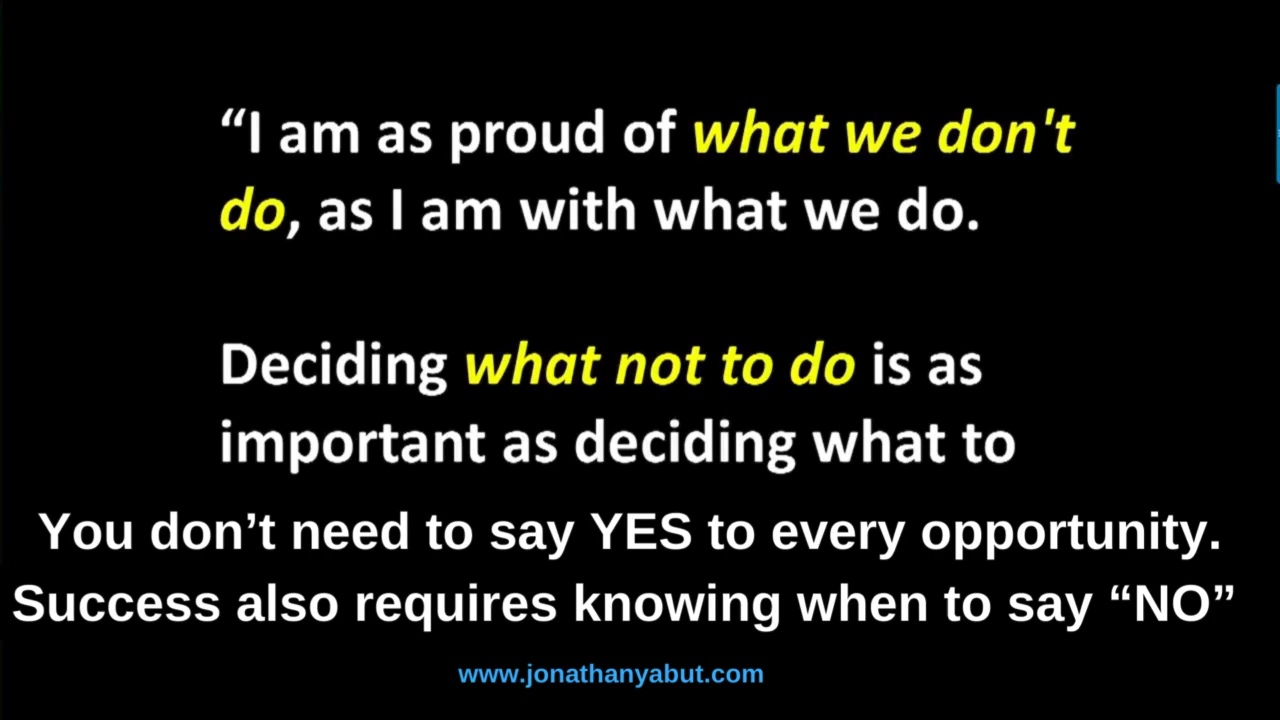 “I am as proud of what we don't
do, as I am with what we do.
Deciding what not to do is as
important as deciding what to
You don’t need to say YES to every opportunity.
Success also requires knowing when to say “NO”
www.jonathanyabut.com